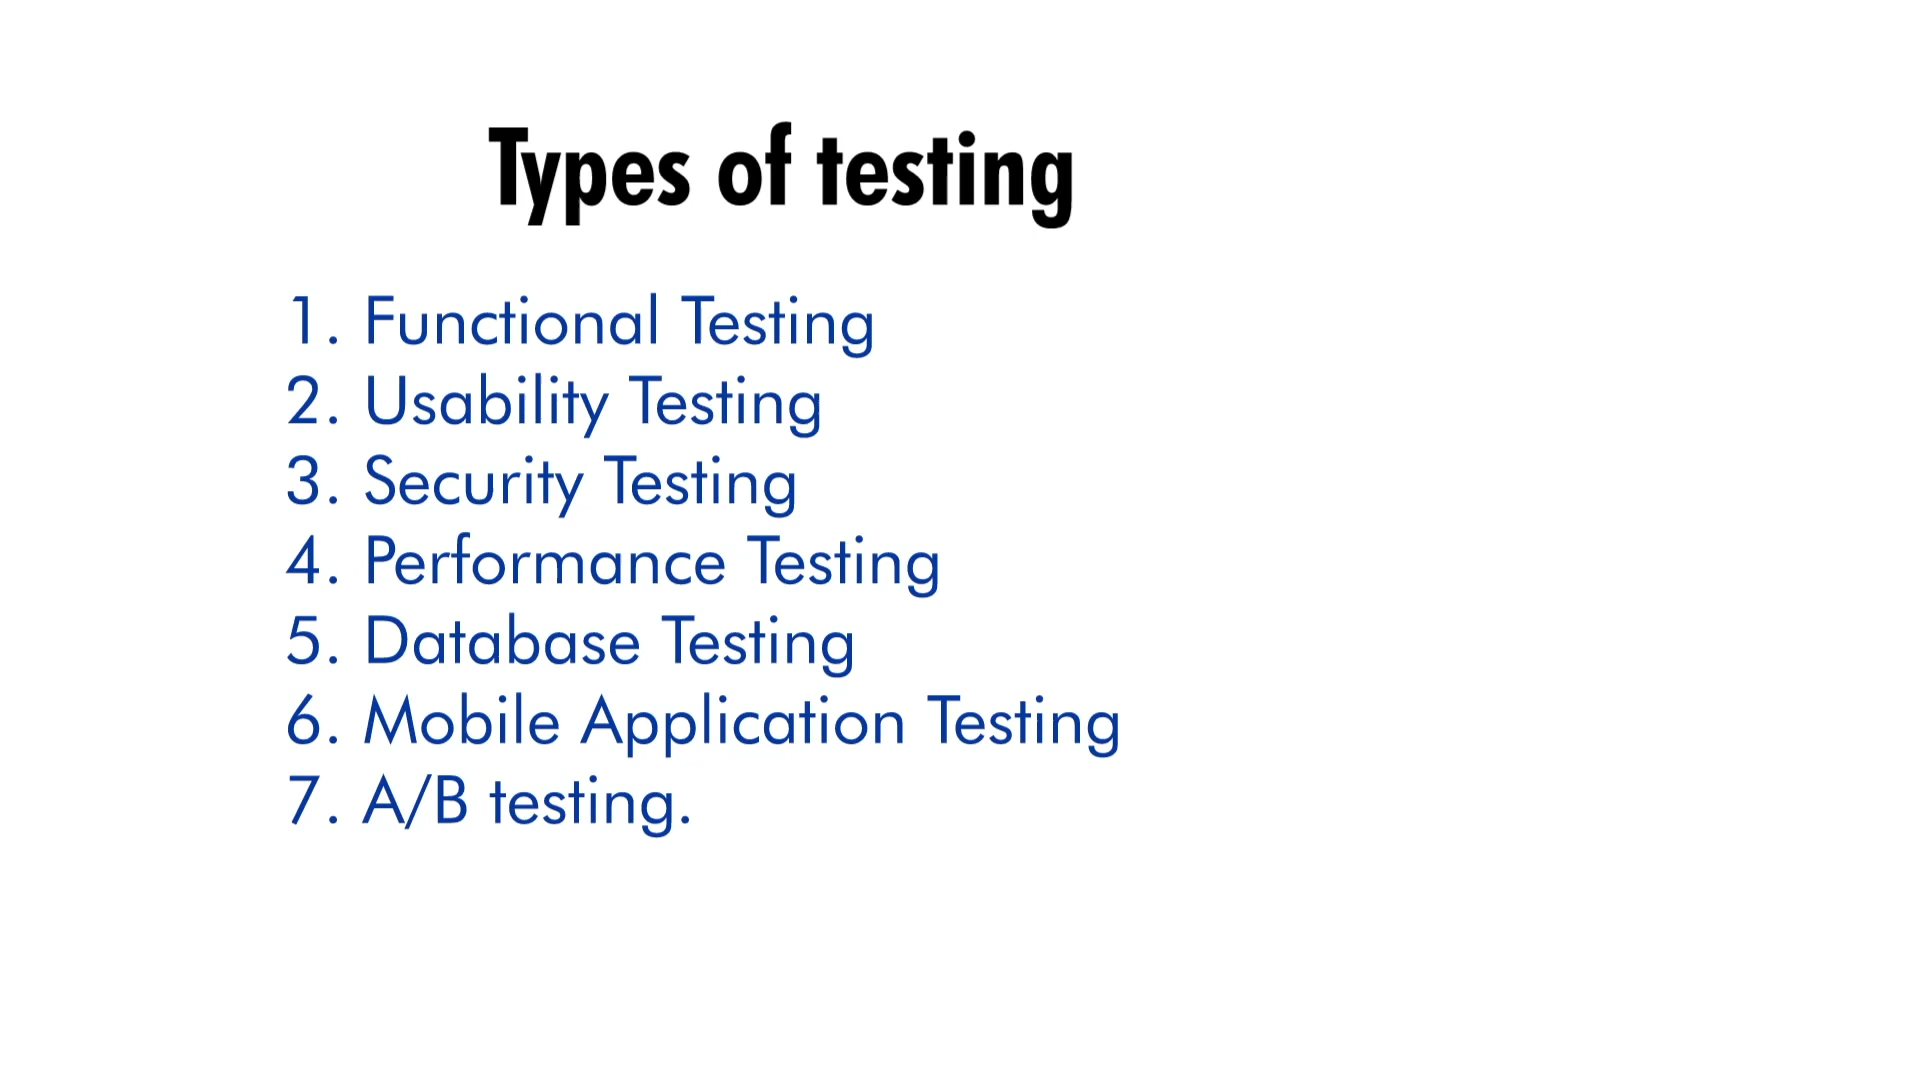 Types of testing
1. Functional Testing
2. Usability Testing
3. Security Testing
4. Performance Testing
5. Database Testing
6. Mobile Application Testing
7. A/B testing.